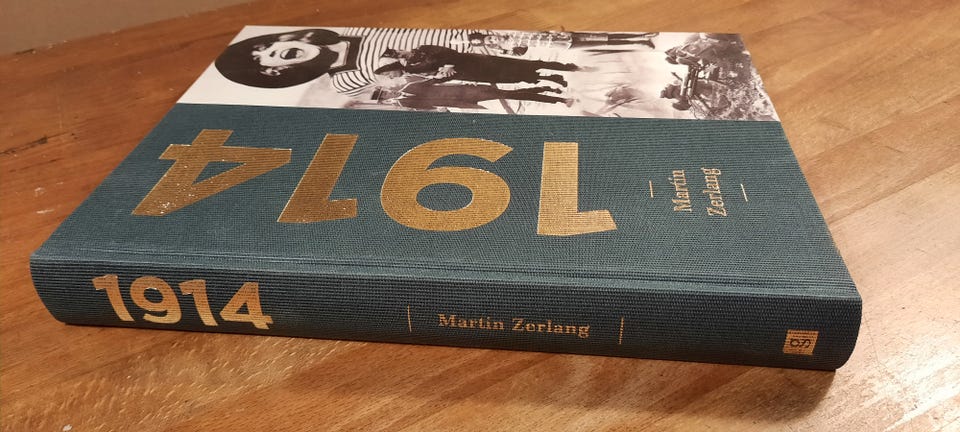 1914
Martin
Zerlang
1914
Martin Zerlang